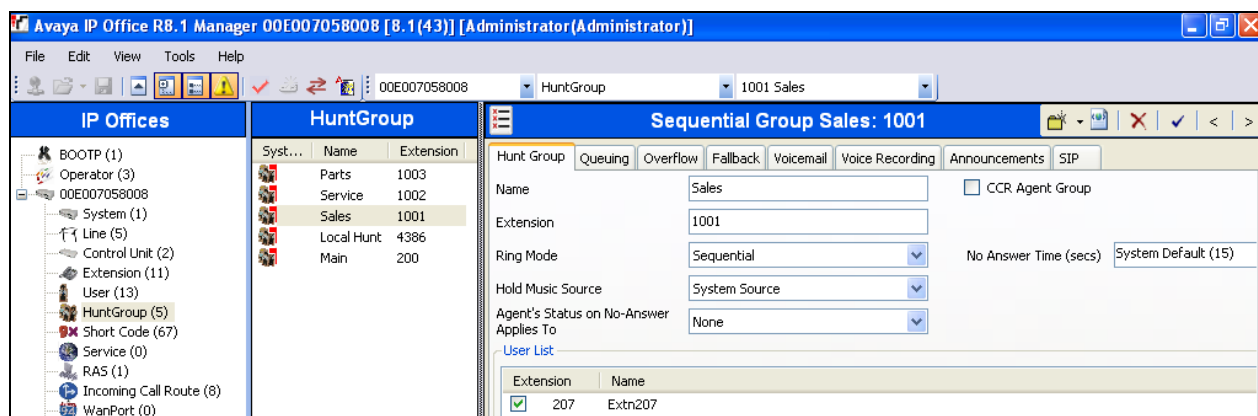 Avaya IP Office R8.1 Manager 00E007058008 [8.1(43)] [Administrator(Administrator)]
File Edit View Tools Help
00E007058008 HuntGroup 1001 Sales
IP Offices
BOOTP (1)
Operator (3)
00E007058008
System (1)
Line (5)
Control Unit (2)
Extension (11)
User (13)
HuntGroup (5)
Short Code (67)
Service (0)
RAS (1)
Incoming Call Route (8)
WanPort (0)
HuntGroup
Syst... Name Extension
Parts 1003
Service 1002
Sales 1001
Local Hunt 4386
Main 200
Sequential Group Sales: 1001
Hunt Group Queuing Overflow Fallback Voicemail Voice Recording Announcements SIP
Name Sales CCR Agent Group
Extension 1001
Ring Mode Sequential No Answer Time (secs) System Default (15)
Hold Music Source System Source
Agent's Status on No-Answer
Applies To None
User List
Extension Name
207 Extn207